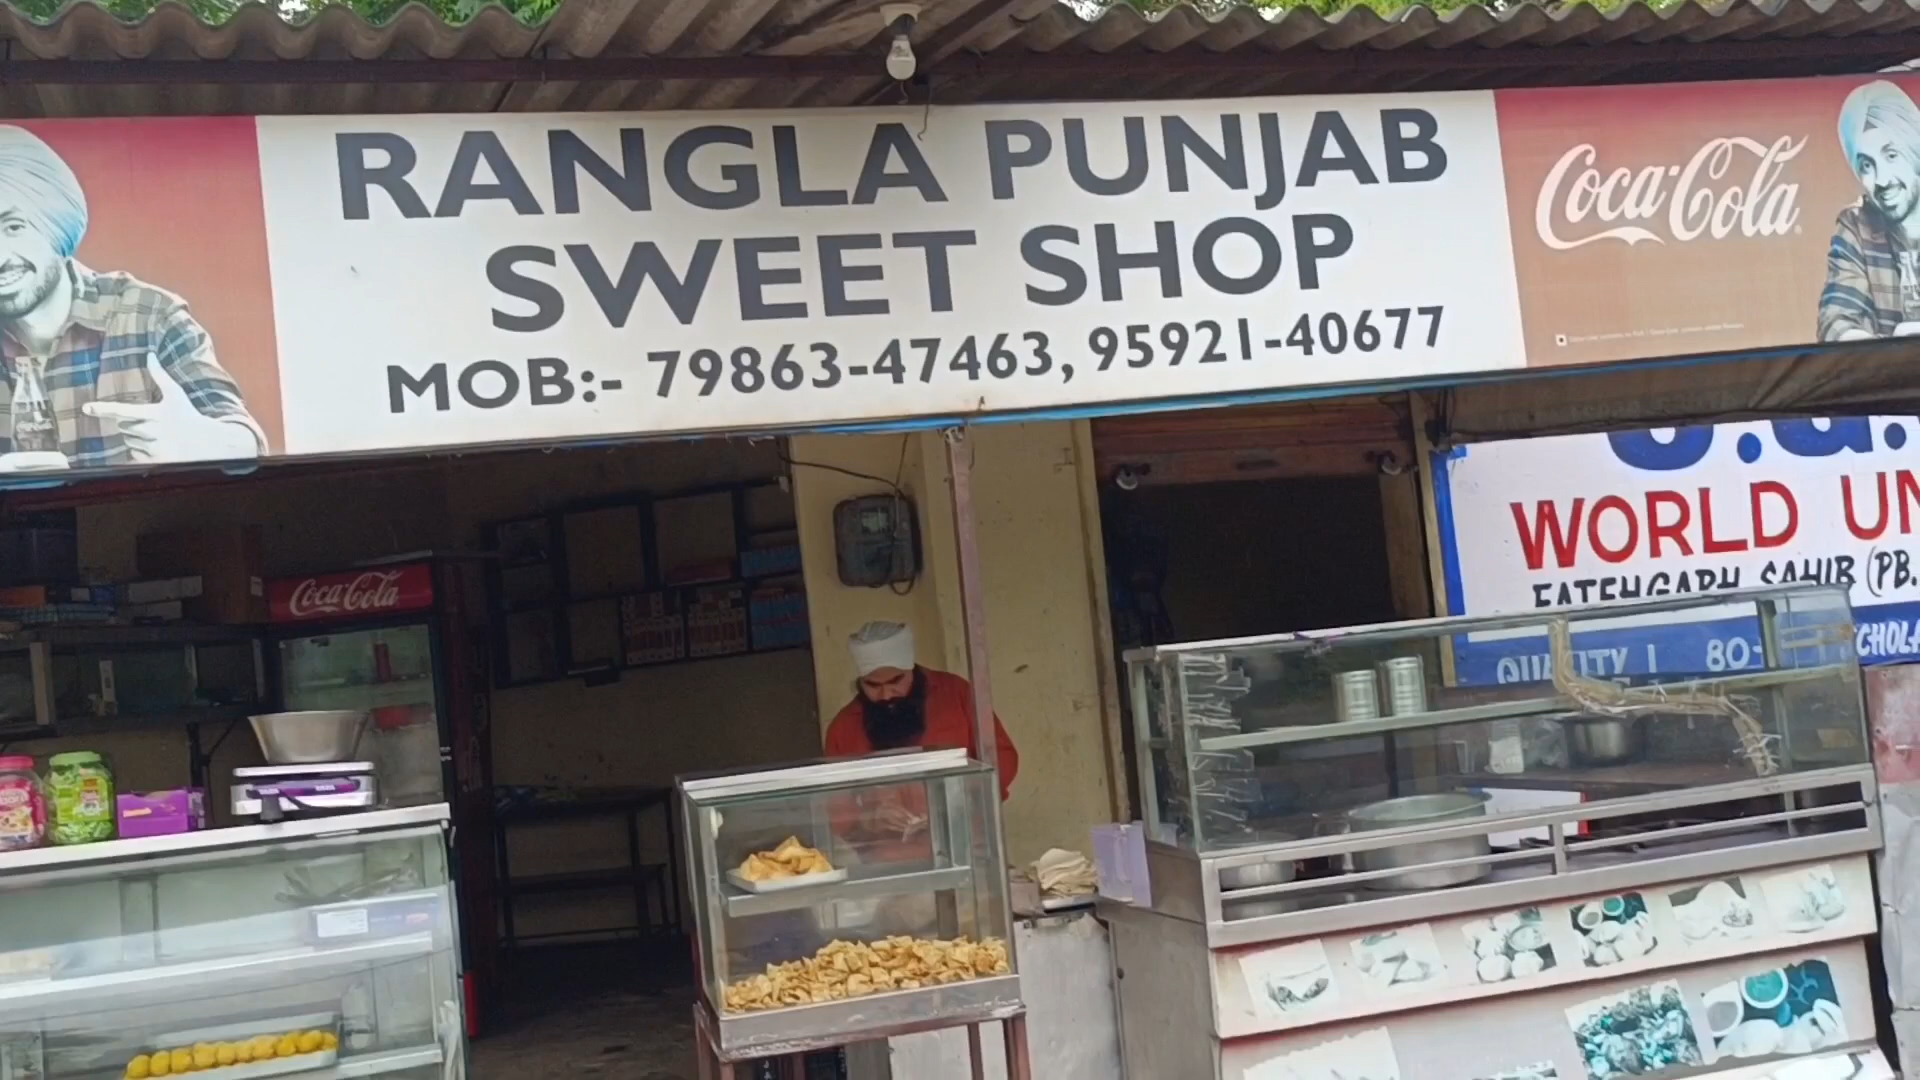 RANGLA PUNJAB
SWEET SHOP
MOB:- 79863-47463, 95921-40677
Coca-Cola
WORLD UN
FATEHGARH SAHIB (PB.
QUALITY 80-
Coca-Cola